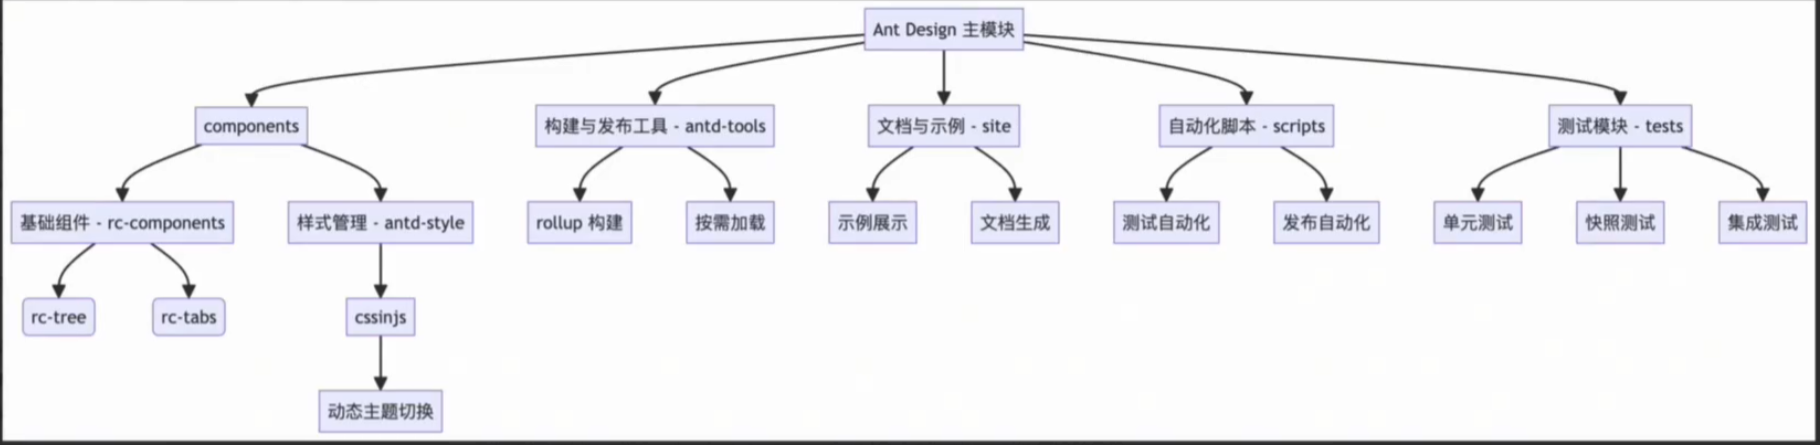 Ant Design 主模块
components
构建与发布工具 - antd-tools
文档与示例 - site
自动化脚本 - scripts
测试模块 - tests
基础组件 - rc-components
样式管理 - antd-style
rollup 构建
按需加载
示例展示
文档生成
测试自动化
发布自动化
单元测试
快照测试
集成测试
rc-tree
rc-tabs
cssinjs
动态主题切换